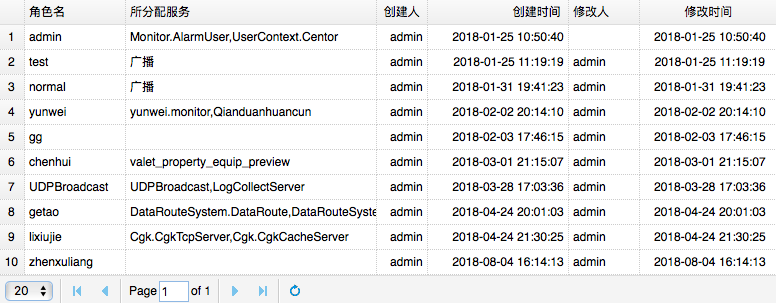 角色名 所分配服务 创建人 创建时间 修改人 修改时间
1 admin Monitor.AlarmUser,UserContext.Centor admin 2018-01-25 10:50:40 2018-01-25 10:50:40
2 test 广播 admin 2018-01-25 11:19:19 admin 2018-01-25 11:19:19
3 normal 广播 admin 2018-01-31 19:41:23 admin 2018-01-31 19:41:23
4 yunwei yunwei.monitor,Qianduanhuancun admin 2018-02-02 20:14:10 admin 2018-02-02 20:14:10
5 gg admin 2018-02-03 17:46:15 admin 2018-02-03 17:46:15
6 chenhui valet_property_equip_preview admin 2018-03-01 21:15:07 admin 2018-03-01 21:15:07
7 UDPBroadcast UDPBroadcast,LogCollectServer admin 2018-03-28 17:03:36 admin 2018-03-28 17:03:36
8 getao DataRouteSystem.DataRoute,DataRouteSyste admin 2018-04-24 20:01:03 admin 2018-04-24 20:01:03
9 lixiujie Cgk.CgkTcpServer,Cgk.CgkCacheServer admin 2018-04-24 21:30:25 admin 2018-04-24 21:30:25
10 zhenxuliang admin 2018-08-04 16:14:13 admin 2018-08-04 16:14:13
20 Page 1 of 1